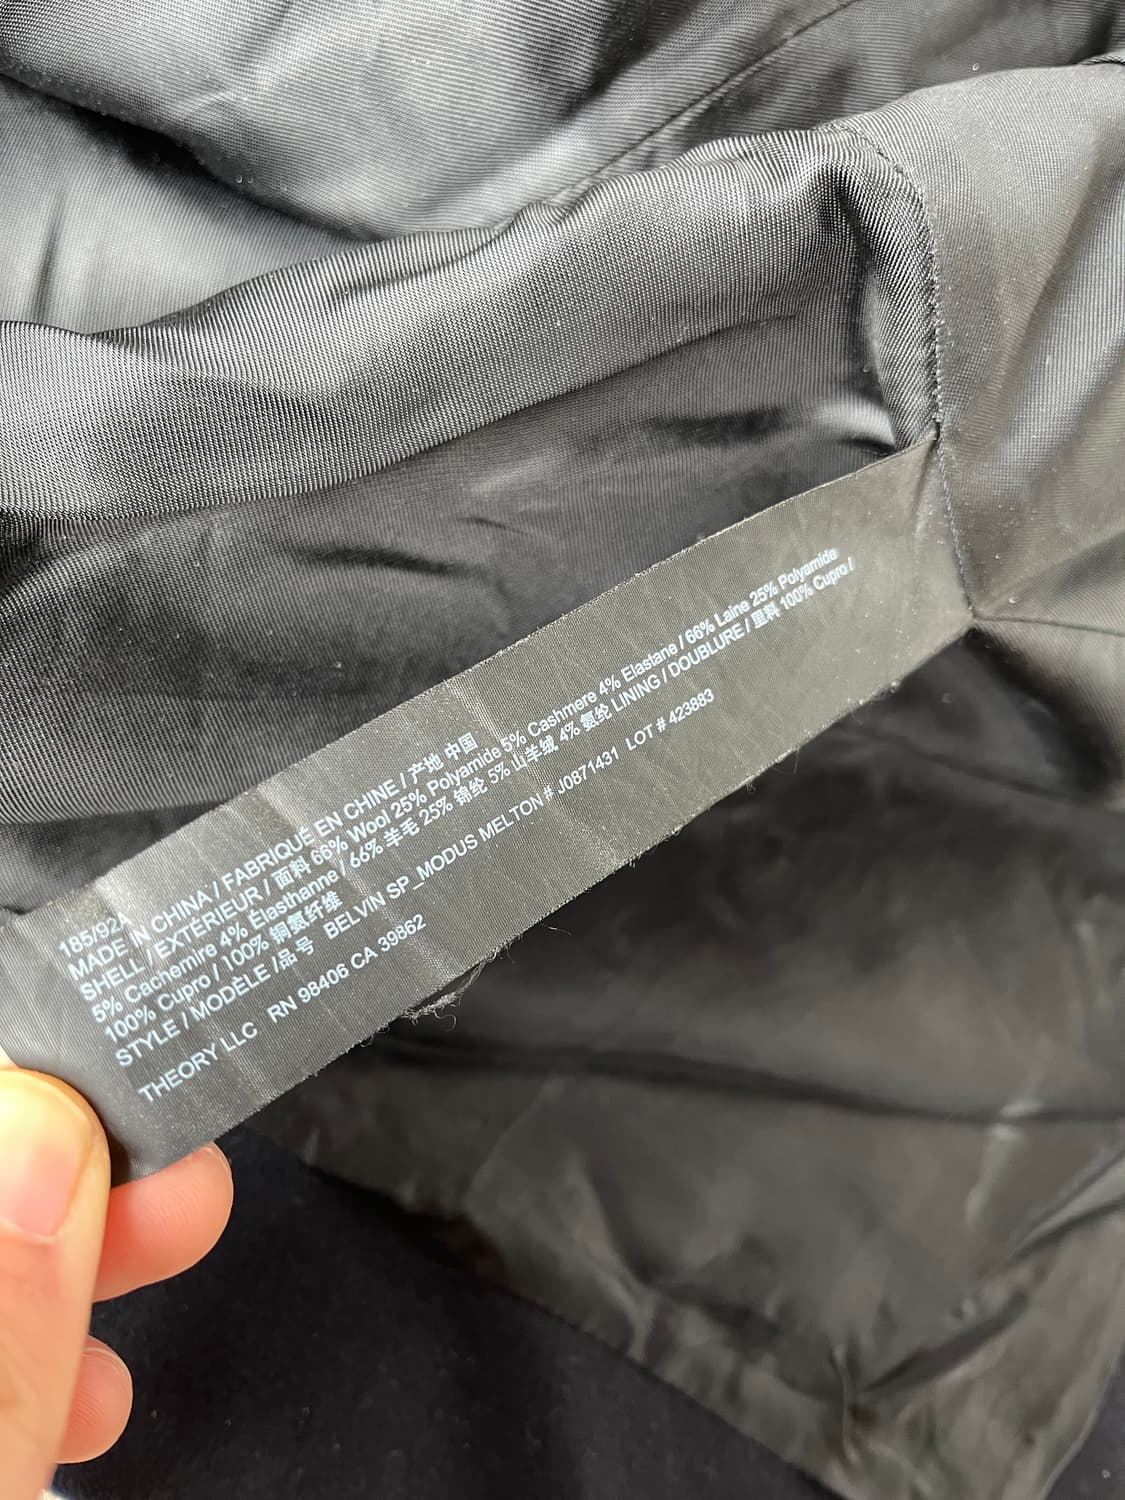 185/92A
MADE IN CHINA / FABRIQUÉ EN CHINE / 产地 中国
SHELL / EXTÉRIEUR / 面料 66% Wool 25% Polyamide 5% Cashmere 4% Elastane / 66% Laine 25% Polyamide
5% Cachemire 4% Élasthanne / 66% 羊毛 25% 锦纶 5% 山羊绒 4% 氨纶 LINING / DOUBLURE / 里料 100% Cupro /
100% Cupro / 100% 铜氨纤维
STYLE / MODÈLE /品号 BELVIN SP_MODUS MELTON # J0871431 LOT # 423883
THEORY LLC RN 98406 CA 39862